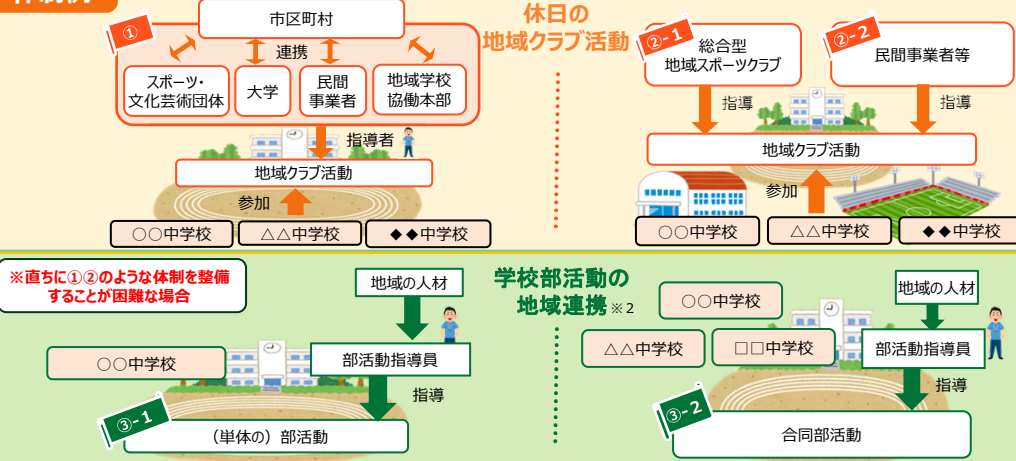 休日の
地域クラブ活動
①
市区町村
連携
スポーツ・
文化芸術団体
大学
民間
事業者
地域学校
協働本部
指導者
地域クラブ活動
参加
○○中学校
△△中学校
◆◆中学校
②-1
総合型
地域スポーツクラブ
②-2
民間事業者等
指導
指導
地域クラブ活動
参加
○○中学校
△△中学校
◆◆中学校
※直ちに①②のような体制を整備
することが困難な場合
学校部活動の
地域連携※2
地域の人材
○○中学校
部活動指導員
指導
③-1
（単体の）部活動
○○中学校
△△中学校
□□中学校
地域の人材
部活動指導員
指導
③-2
合同部活動